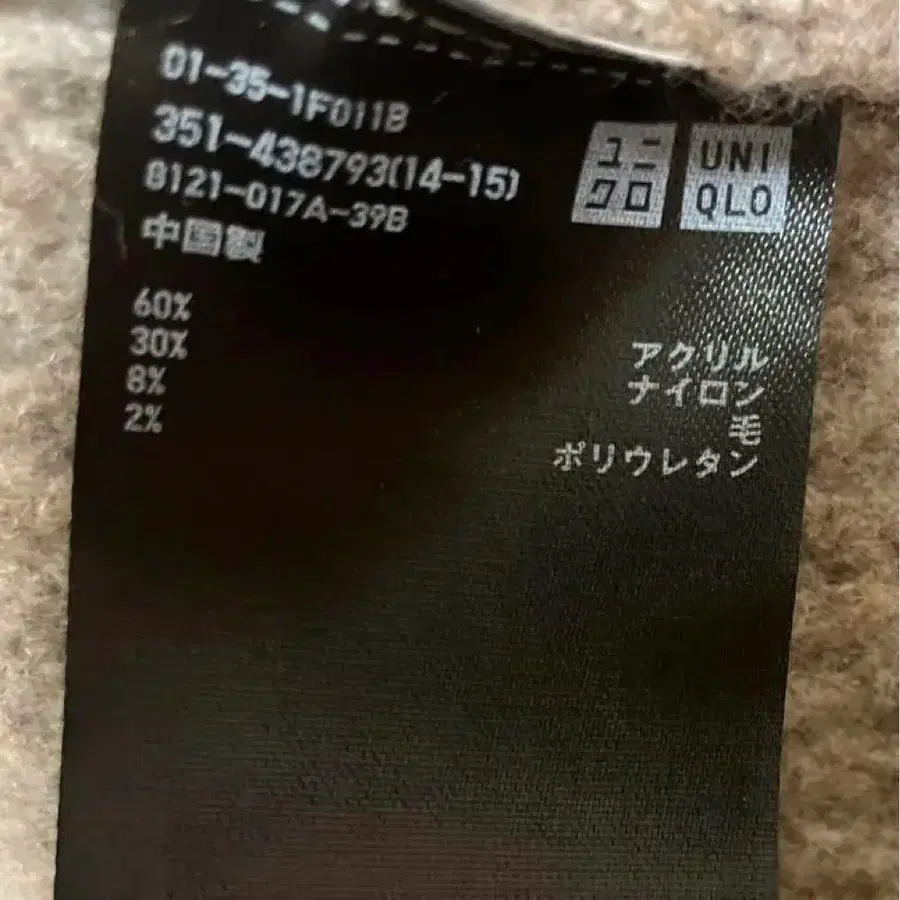 01-35-1F011B
351-438793(14-15)
8121-017A-39B
中国製
ユニ
クロ
UNI
QLO
60% アクリル
30% ナイロン
8% 毛
2% ポリウレタン